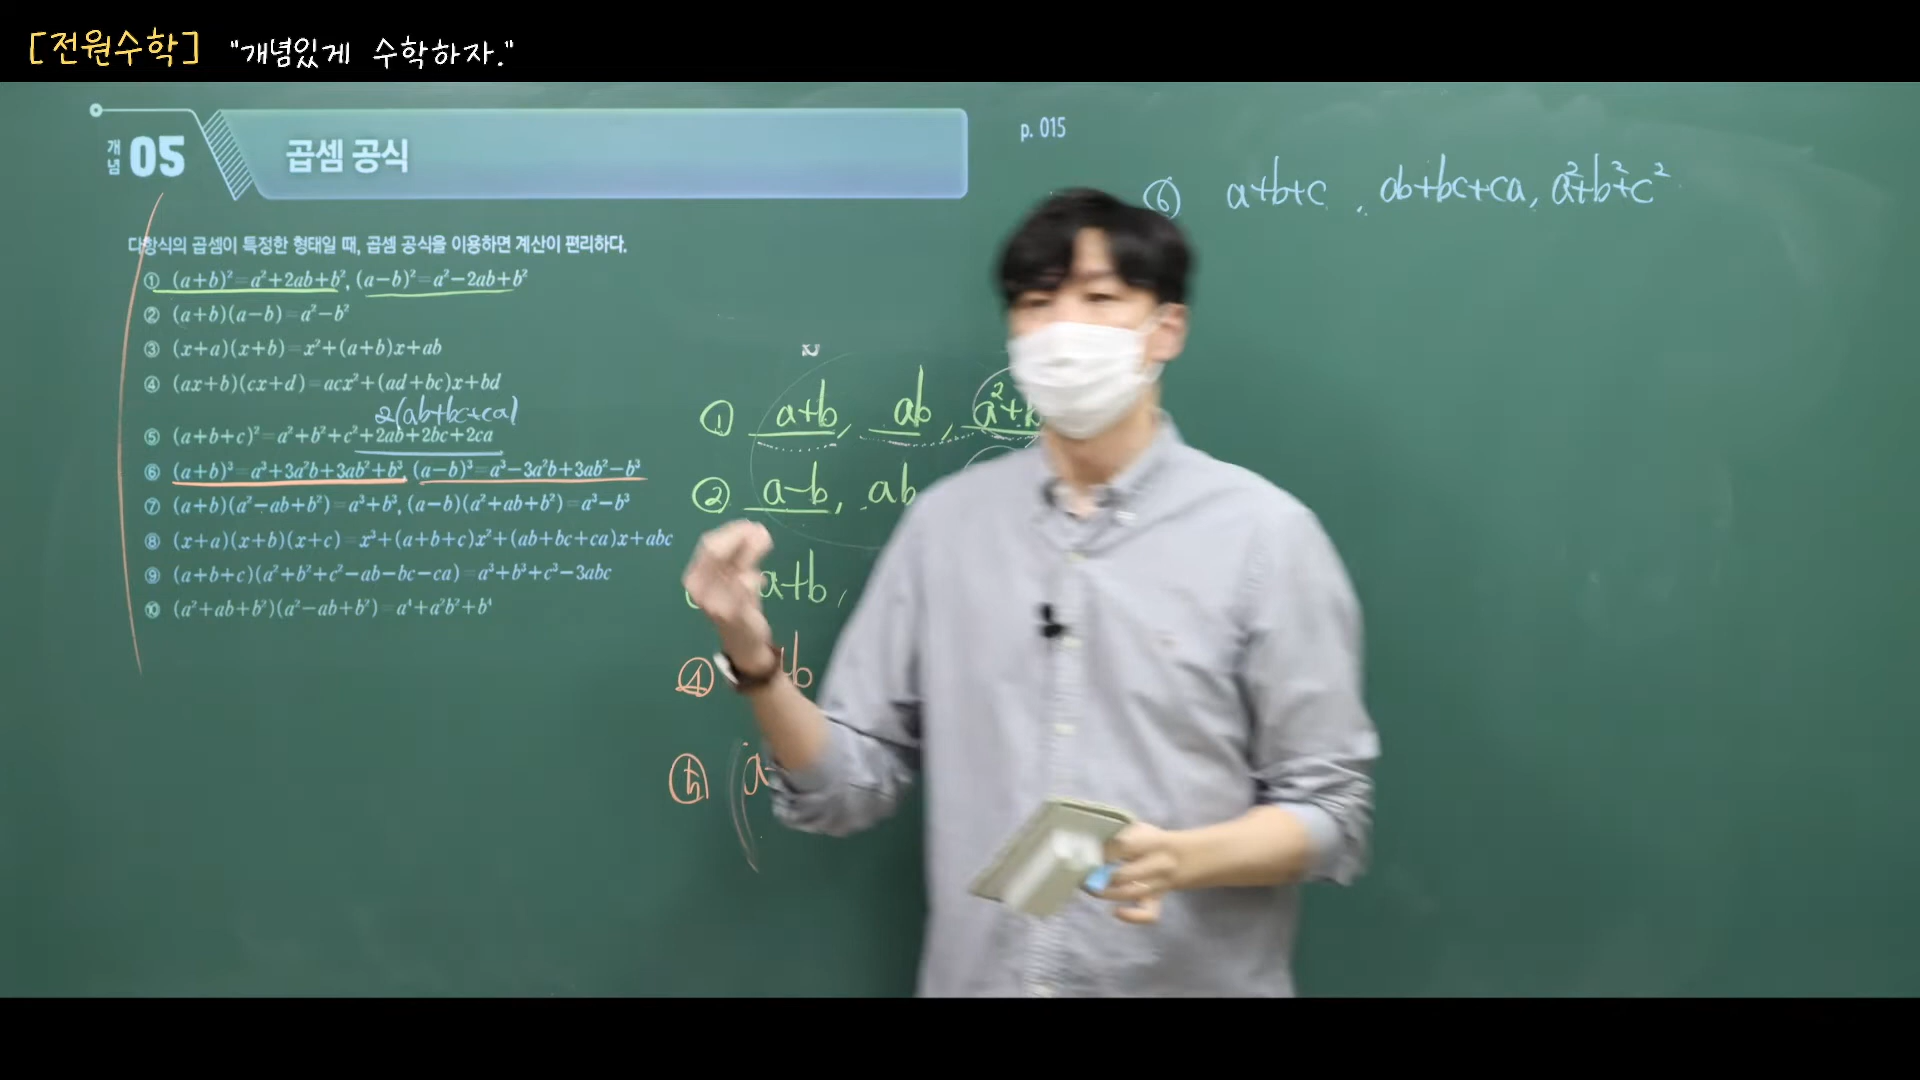 [전원수학] "개념있게 수학하자."
개념 05 곱셈 공식
p. 015
다항식의 곱셈이 특정한 형태일 때, 곱셈 공식을 이용하면 계산이 편리하다.
① (a+b)²=a²+2ab+b², (a−b)²=a²−2ab+b²
② (a+b)(a−b)=a²−b²
③ (x+a)(x+b)=x²+(a+b)x+ab
④ (ax+b)(cx+d)=acx²+(ad+bc)x+bd
2(ab+bc+ca)
⑤ (a+b+c)²=a²+b²+c²+2ab+2bc+2ca
⑥ (a+b)³=a³+3a²b+3ab²+b³, (a−b)³=a³−3a²b+3ab²−b³
⑦ (a+b)(a²−ab+b²)=a³+b³, (a−b)(a²+ab+b²)=a³−b³
⑧ (x+a)(x+b)(x+c)=x³+(a+b+c)x²+(ab+bc+ca)x+abc
⑨ (a+b+c)(a²+b²+c²−ab−bc−ca)=a³+b³+c³−3abc
⑩ (a²+ab+b²)(a²−ab+b²)=a⁴+a²b²+b⁴
① a+b, ab, a²+b
② a−b, ab
a+b,
④ b
⑤ (a
⑥ a+b+c, ab+bc+ca, a²+b²+c²